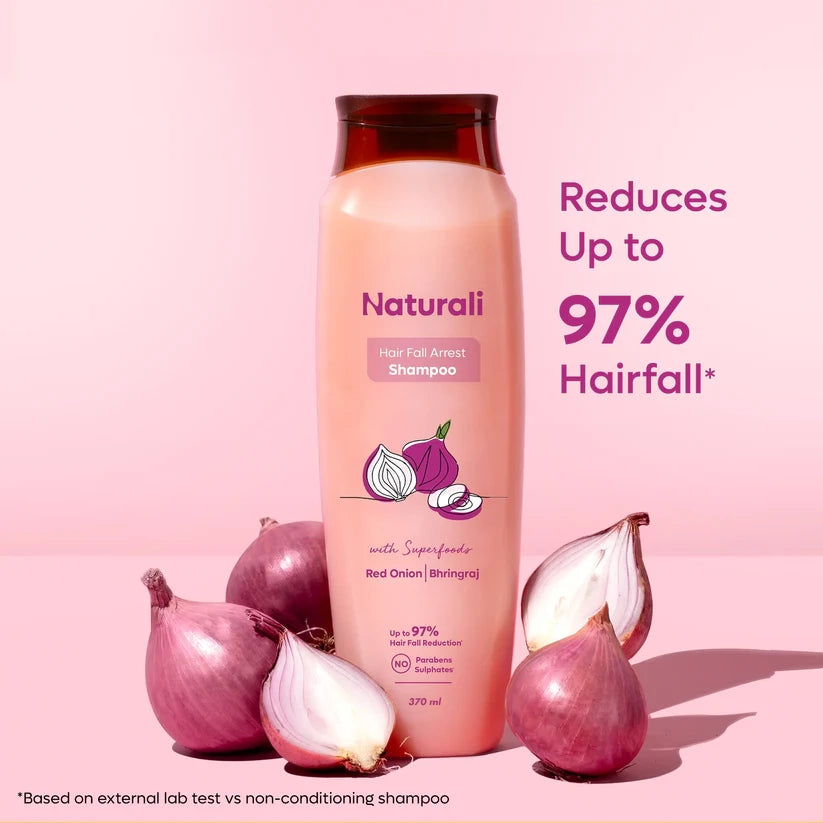 Reduces
Up to
97%
Hairfall*
Naturali
Hair Fall Arrest
Shampoo
with Superfoods
Red Onion | Bhringraj
Up to 97%
Hair Fall Reduction*
NO Parabens
Sulphates
370 ml
*Based on external lab test vs non-conditioning shampoo